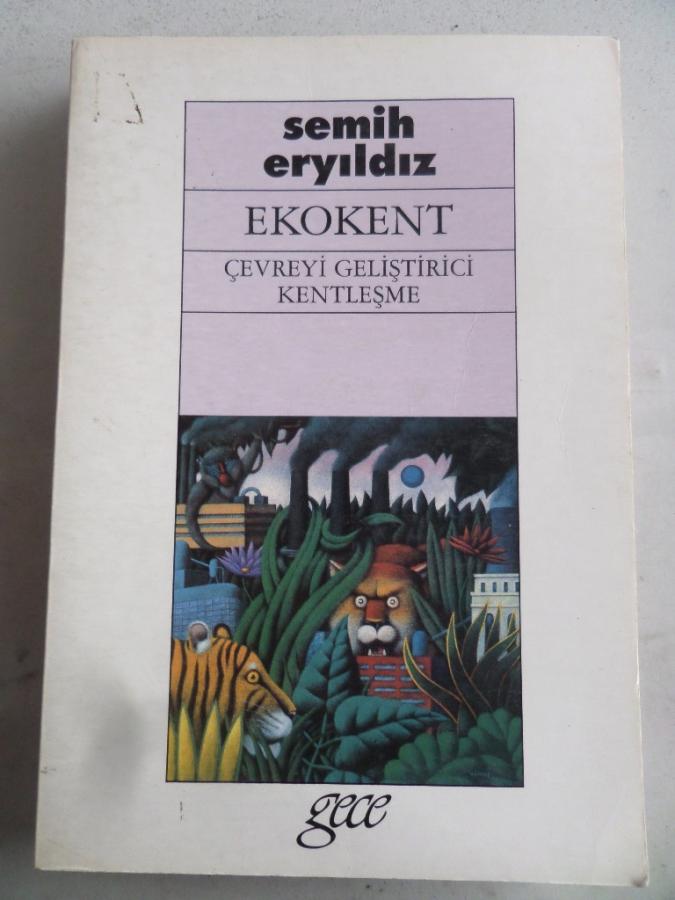 semih
eryıldız
EKOKENT
ÇEVREYİ GELİŞTİRİCİ
KENTLEŞME
gece